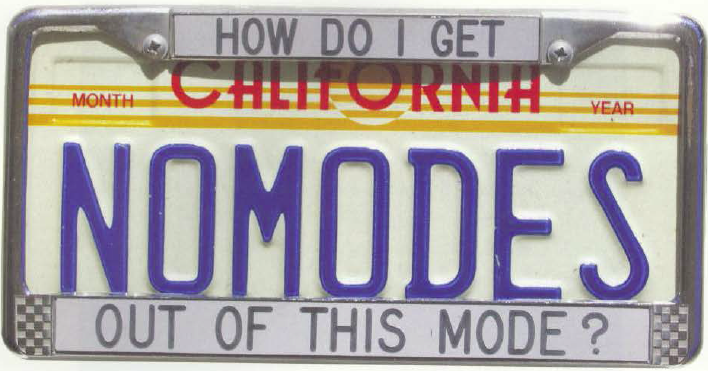 HOW DO I GET
CALIFORNIA
MONTH YEAR
NOMODES
OUT OF THIS MODE?